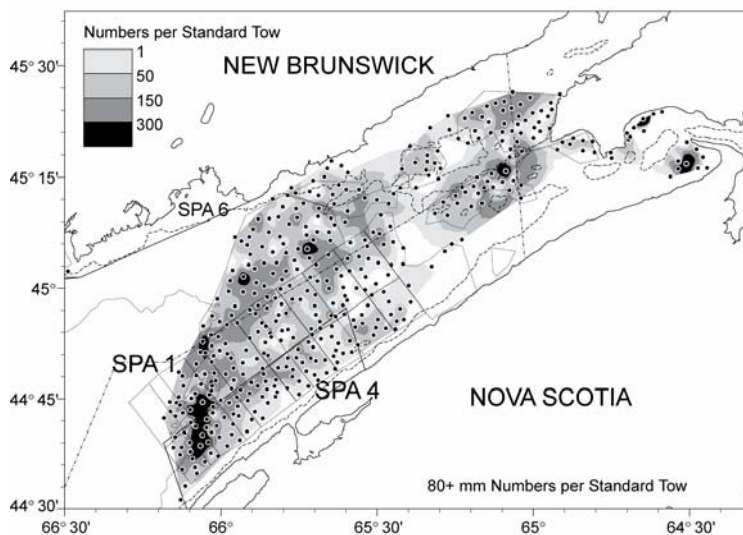 Numbers per Standard Tow
1
50
150
300
NEW BRUNSWICK
SPA 6
SPA 1
SPA 4
NOVA SCOTIA
80+ mm Numbers per Standard Tow
45° 30'
45° 15'
45°
44° 45'
44° 30'
66° 30'
66°
65° 30'
65°
64° 30'